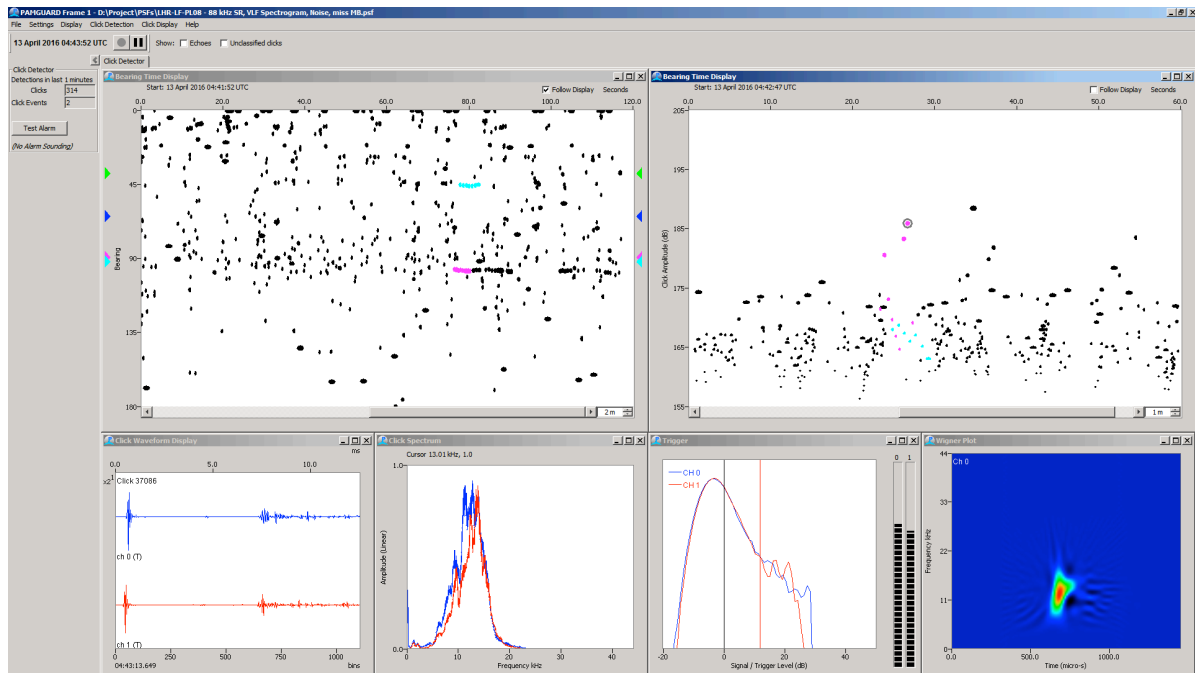 PAMGUARD Frame 1 - D:\Project\PSFs\LHR-LF-PL08 - 88 kHz SR, VLF Spectrogram, Noise, miss MB.psf
File Settings Display Click Detection Click Display Help
13 April 2016 04:43:52 UTC Show: Echoes Unclassified clicks
Click Detector
Detections in last 1 minutes
Clicks 314
Click Events 2
Test Alarm
(No Alarm Sounding)
Click Detector
Bearing Time Display
Start: 13 April 2016 04:41:52 UTC Follow Display Seconds
0.0 20.0 40.0 60.0 80.0 100.0 120.0
0
45
90
135
180
Bearing
2 m
Bearing Time Display
Start: 13 April 2016 04:42:47 UTC Follow Display Seconds
0.0 10.0 20.0 30.0 40.0 50.0 60.0
205
195
185
175
165
155
Click Amplitude (dB)
1 m
Click Waveform Display
ms
0.0 5.0 10.0
x2^1
Click 37086
ch 0 (T)
ch 1 (T)
04:43:13.649
0 250 500 750 1000
bins
Click Spectrum
Cursor 13.01 kHz, 1.0
1.0
Amplitude (Linear)
0.0
0 10 20 30 40
Frequency kHz
Trigger
CH 0
CH 1
-20 0 20 40
Signal / Trigger Level (dB)
0 1
Wigner Plot
Ch 0
44
33
22
11
0
Frequency kHz
0.0 500.0 1000.0
Time (micro-s)